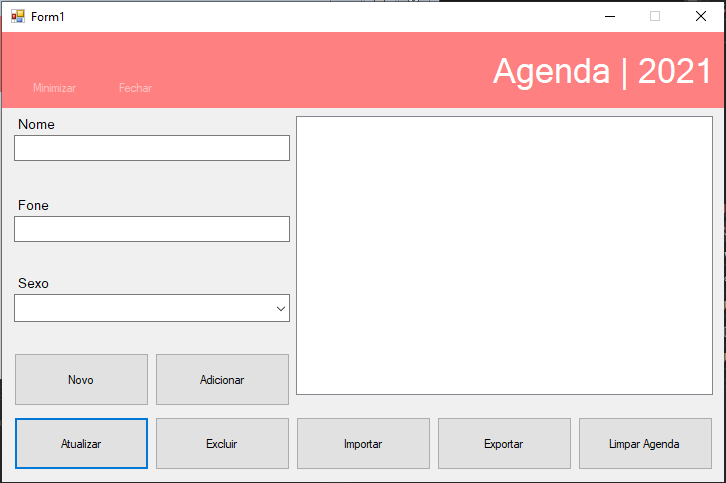 Form1
Agenda | 2021
Minimizar
Fechar
Nome
Fone
Sexo
Novo
Adicionar
Atualizar
Excluir
Importar
Exportar
Limpar Agenda